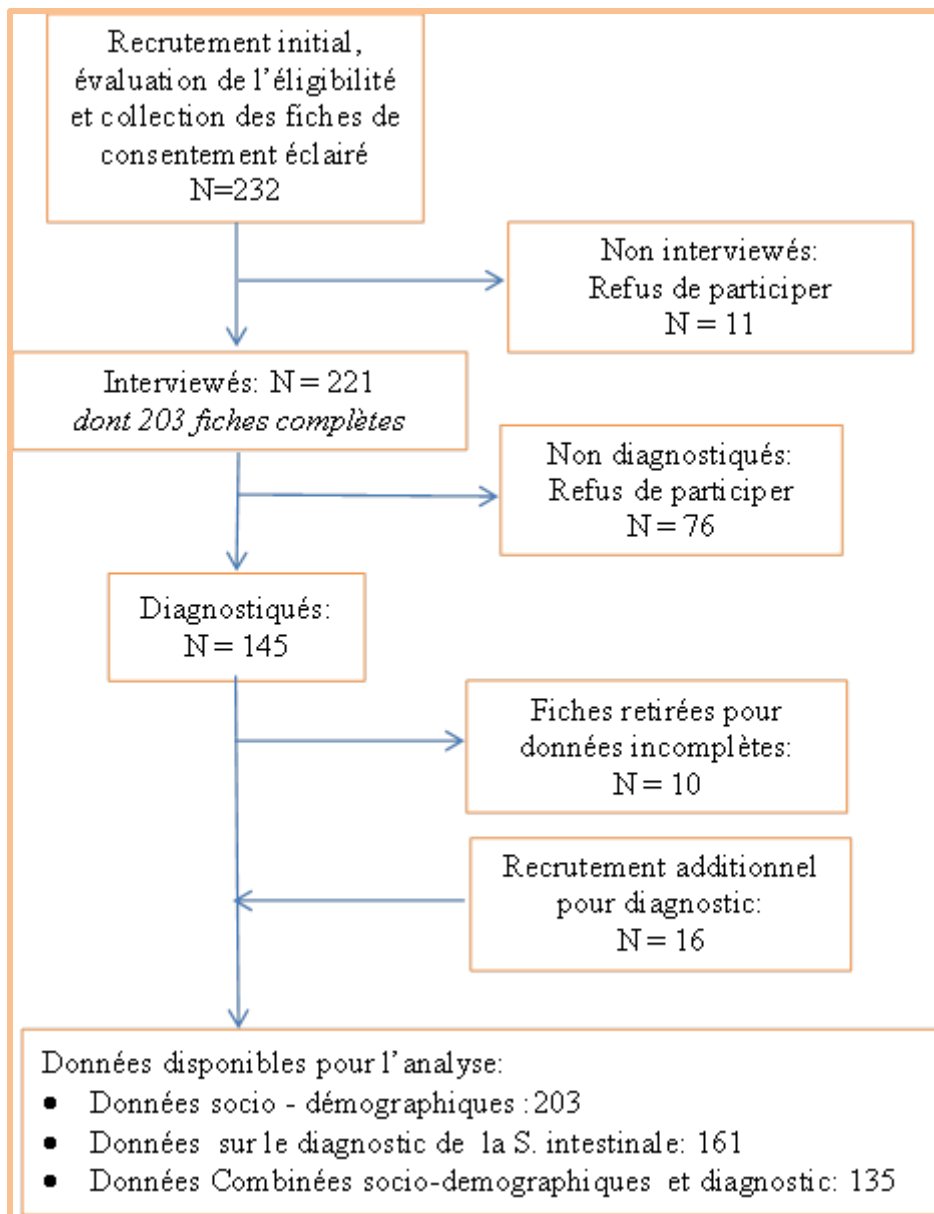 Recrutement initial,
évaluation de l'éligibilité
et collection des fiches de
consentement éclairé
N=232
Non interviewés:
Refus de participer
N = 11
Interviewés: N = 221
dont 203 fiches complètes
Non diagnostiqués:
Refus de participer
N = 76
Diagnostiqués:
N = 145
Fiches retirées pour
données incomplètes:
N = 10
Recrutement additionnel
pour diagnostic:
N = 16
Données disponibles pour l'analyse:
• Données socio - démographiques : 203
• Données sur le diagnostic de la S. intestinale: 161
• Données Combinées socio-demographiques et diagnostic: 135